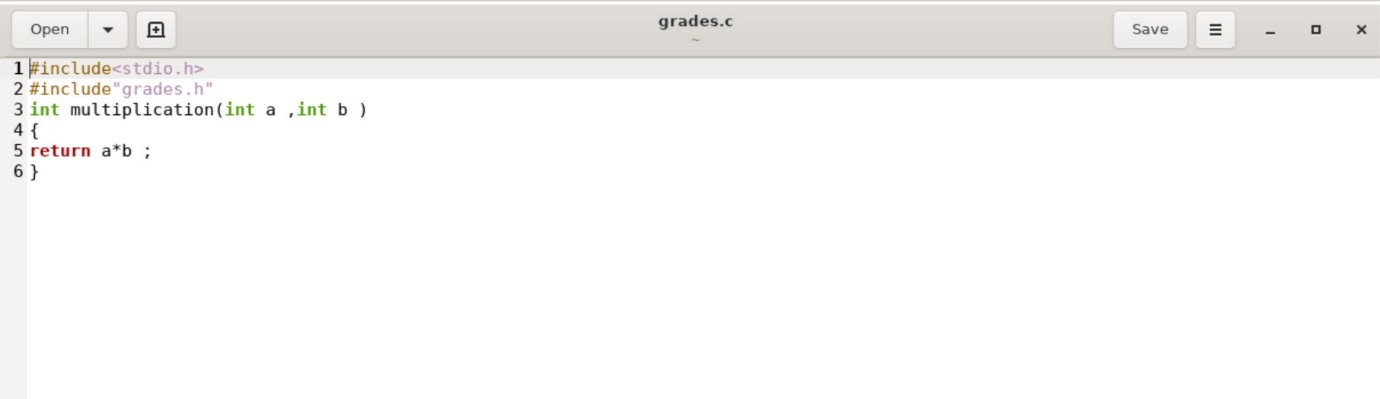 Open
grades.c
~
Save
1 #include<stdio.h>
2 #include"grades.h"
3 int multiplication(int a ,int b )
4 {
5 return a*b ;
6 }